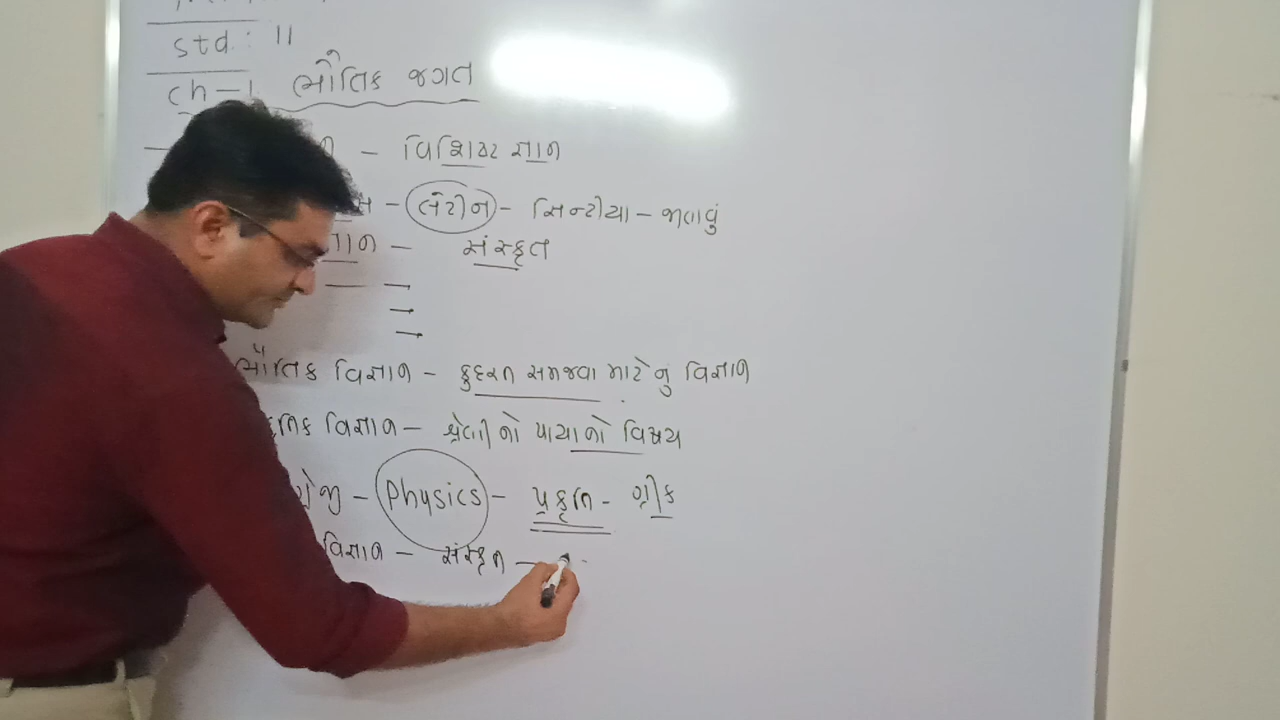 std : 11
ch-1 ભૌતિક જગત
- વિશિષ્ટ જ્ઞાન
- લેટીન - સિન્ટીયા - જાણવું
જ્ઞાન - સંસ્કૃત
ભૌતિક વિજ્ઞાન - કુદરત સમજવા માટેનું વિજ્ઞાન
વિજ્ઞાન - શ્રેણીનો પાયાનો વિષય
- Physics - પ્રકૃતિ - ગ્રીક
વિજ્ઞાન - સંસ્કૃત -